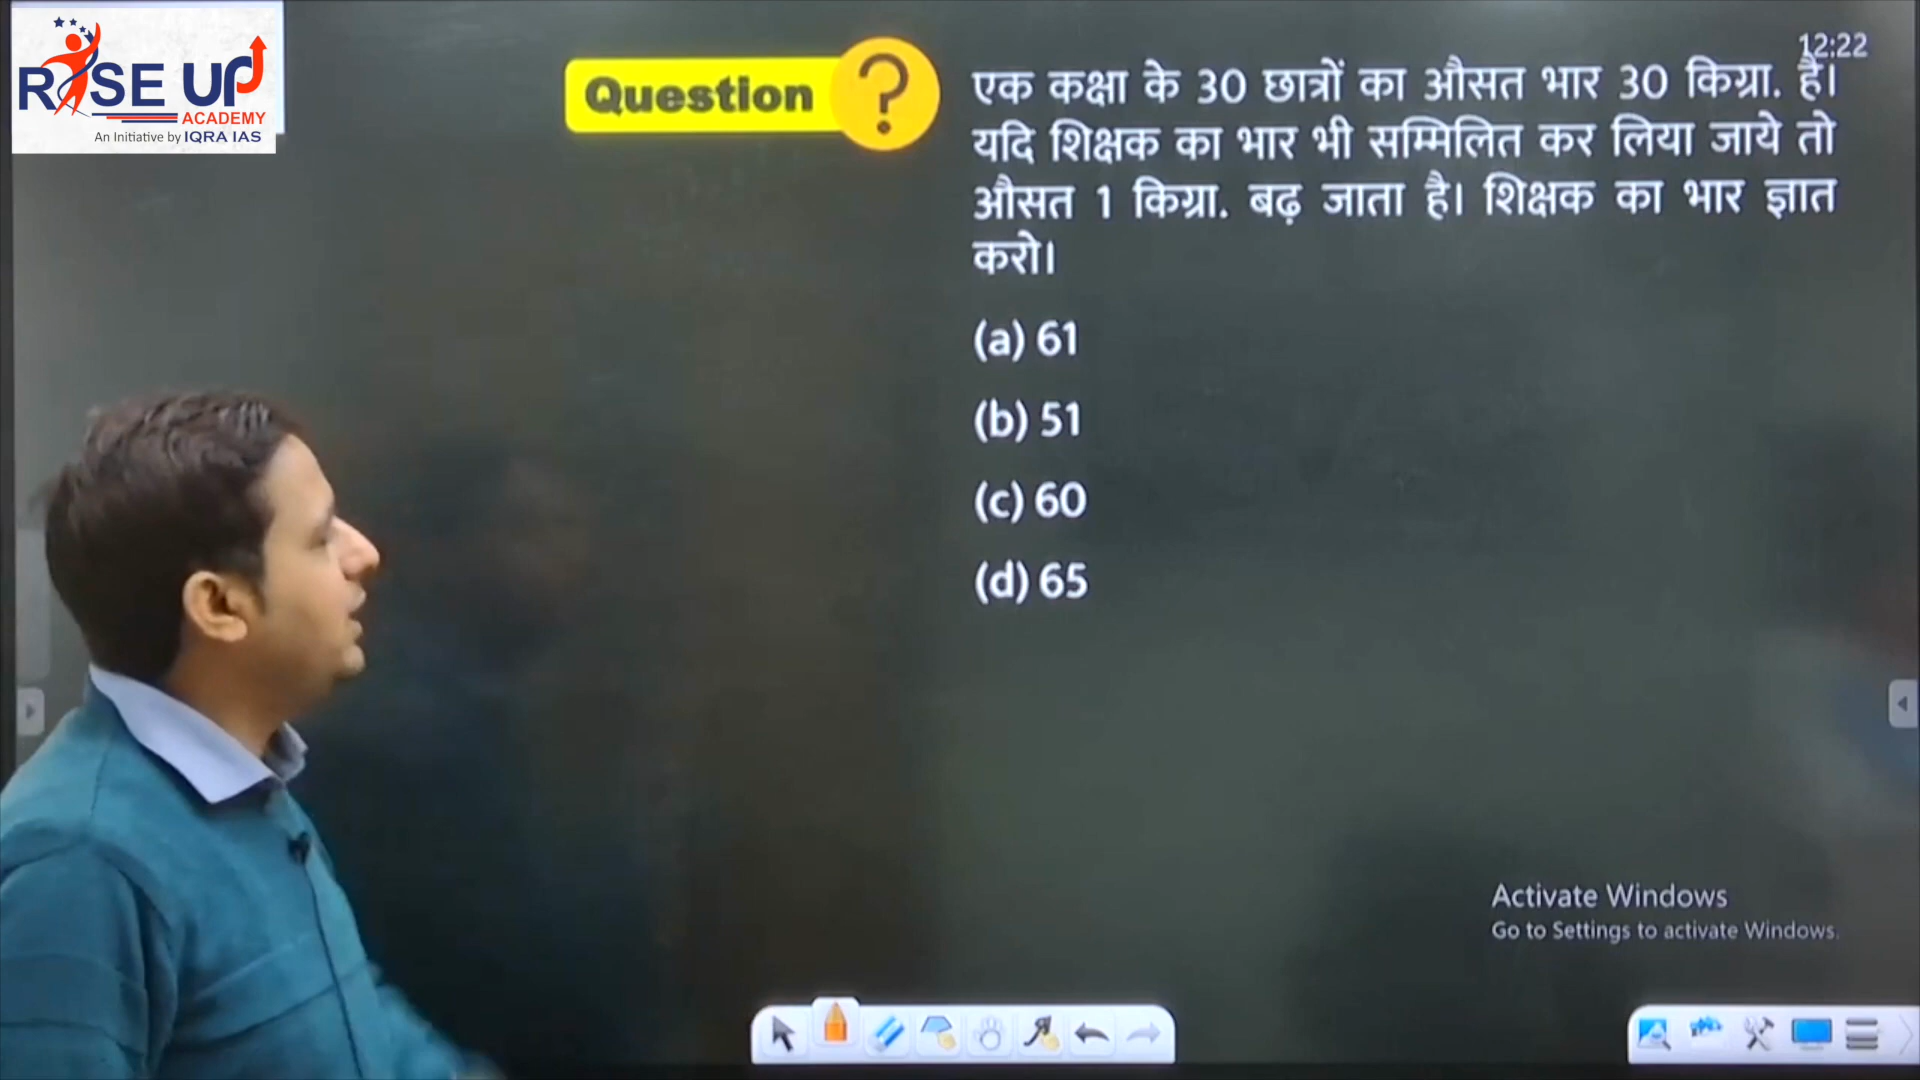 RISE UP
ACADEMY
An Initiative by IQRA IAS
12:22
Question ?
एक कक्षा के 30 छात्रों का औसत भार 30 किग्रा. है।
यदि शिक्षक का भार भी सम्मिलित कर लिया जाये तो
औसत 1 किग्रा. बढ़ जाता है। शिक्षक का भार ज्ञात
करो।
(a) 61
(b) 51
(c) 60
(d) 65
Activate Windows
Go to Settings to activate Windows.